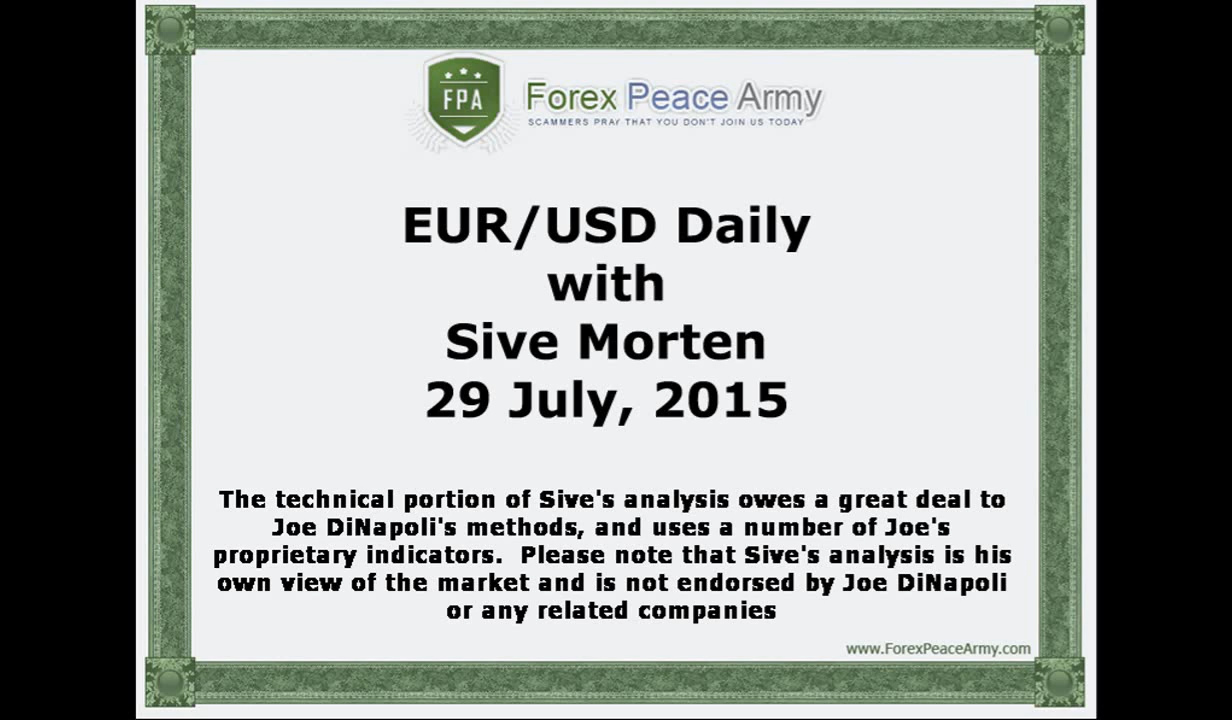 FPA
Forex Peace Army
SCAMMERS PRAY THAT YOU DON'T JOIN US TODAY
EUR/USD Daily
with
Sive Morten
29 July, 2015
The technical portion of Sive's analysis owes a great deal to
Joe DiNapoli's methods, and uses a number of Joe's
proprietary indicators.  Please note that Sive's analysis is his
own view of the market and is not endorsed by Joe DiNapoli
or any related companies
www.ForexPeaceArmy.com